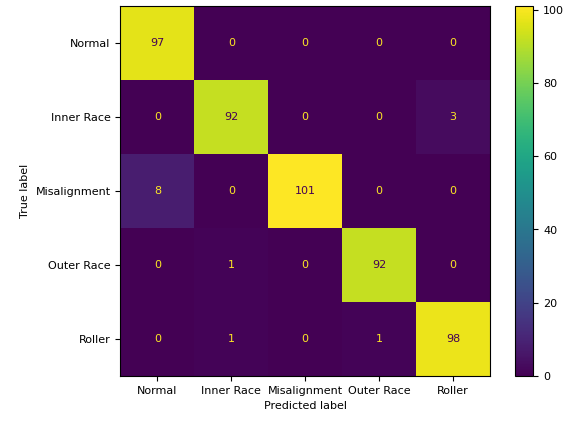 100
Normal 97 0 0 0 0
80
Inner Race 0 92 0 0 3
60
True label
Misalignment 8 0 101 0 0
40
Outer Race 0 1 0 92 0
20
Roller 0 1 0 1 98
0
Normal Inner Race Misalignment Outer Race Roller
Predicted label